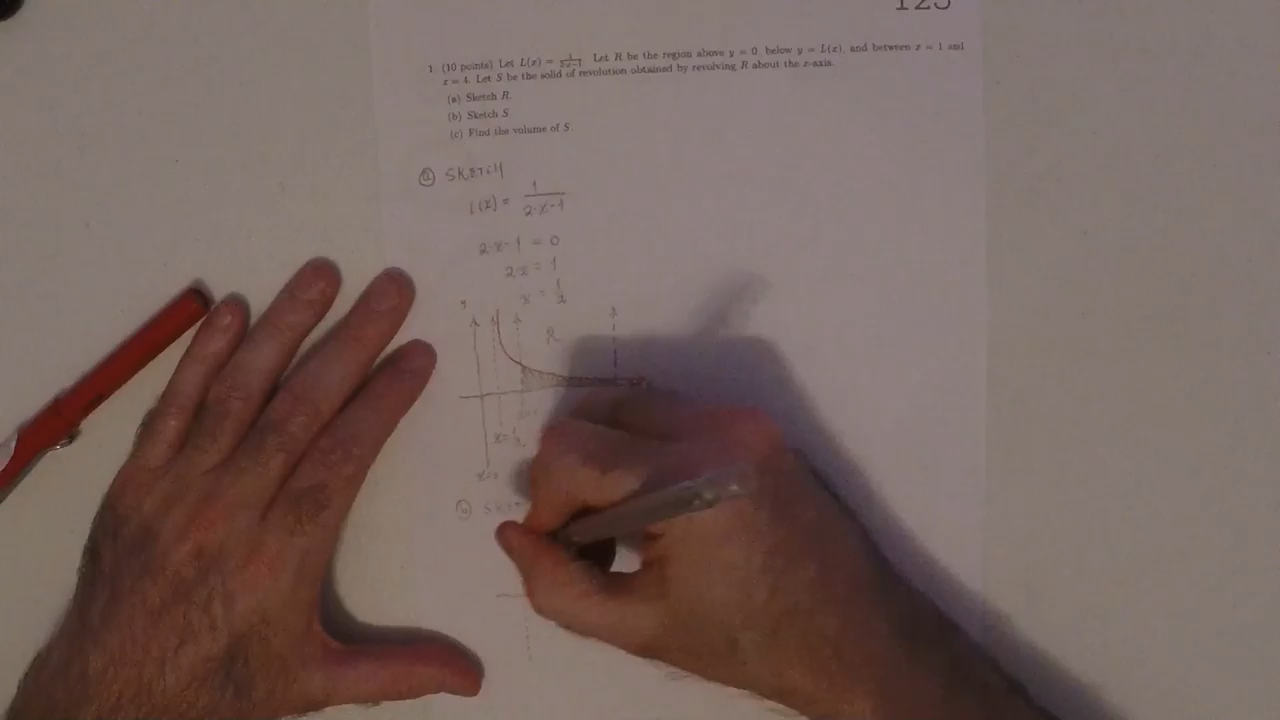 123
1. (10 points) Let L(x) = 1/(2x−1). Let R be the region above y = 0, below y = L(x), and between x = 1 and
x = 4. Let S be the solid of revolution obtained by revolving R about the x-axis.
(a) Sketch R.
(b) Sketch S.
(c) Find the volume of S.
(a) SKETCH
L(x) = 1/(2·x−1)
2·x−1 = 0
2x = 1
x = 1/2
y
R
x=1/2
x=0